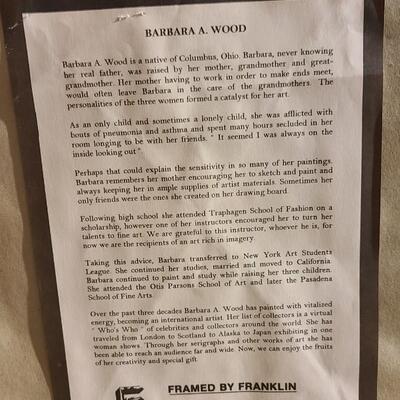 BARBARA A. WOOD
Barbara A. Wood is a native of Columbus, Ohio. Barbara, never knowing
her real father, was raised by her mother, grandmother and great-
grandmother. Her mother having to work in order to make ends meet,
would often leave Barbara in the care of the grandmothers. The
personalities of the three women formed a catalyst for her art.
As an only child and sometimes a lonely child, she was afflicted with
bouts of pneumonia and asthma and spent many hours secluded in her
room longing to be with her friends. " It seemed I was always on the
inside looking out "
Perhaps that could explain the sensitivity in so many of her paintings.
Barbara remembers her mother encouraging her to sketch and paint and
always keeping her in ample supplies of artist materials. Sometimes her
only friends were the ones she created on her drawing board.
Following high school she attended Traphagen School of Fashion on a
scholarship, however one of her instructors encouraged her to turn her
talents to fine art. We are grateful to this instructor, whoever he is, for
now we are the recipients of an art rich in imagery.
Taking this advice, Barbara transferred to New York Art Students
League. She continued her studies, married and moved to California.
Barbara continued to paint and study while raising her three children.
She attended the Otis Parsons School of Art and later the Pasadena
School of Fine Arts.
Over the past three decades Barbara A. Wood has painted with vitalized
energy, becoming an international artist. Her list of collectors is a virtual
" Who's Who " of celebrities and collectors around the world. She has
traveled from London to Scotland to Alaska to Japan exhibiting in one
woman shows. Through her serigraphs and other works of art she has
been able to reach an audience far and wide. Now, we can enjoy the fruits
of her creativity and special gift.
FRAMED BY FRANKLIN